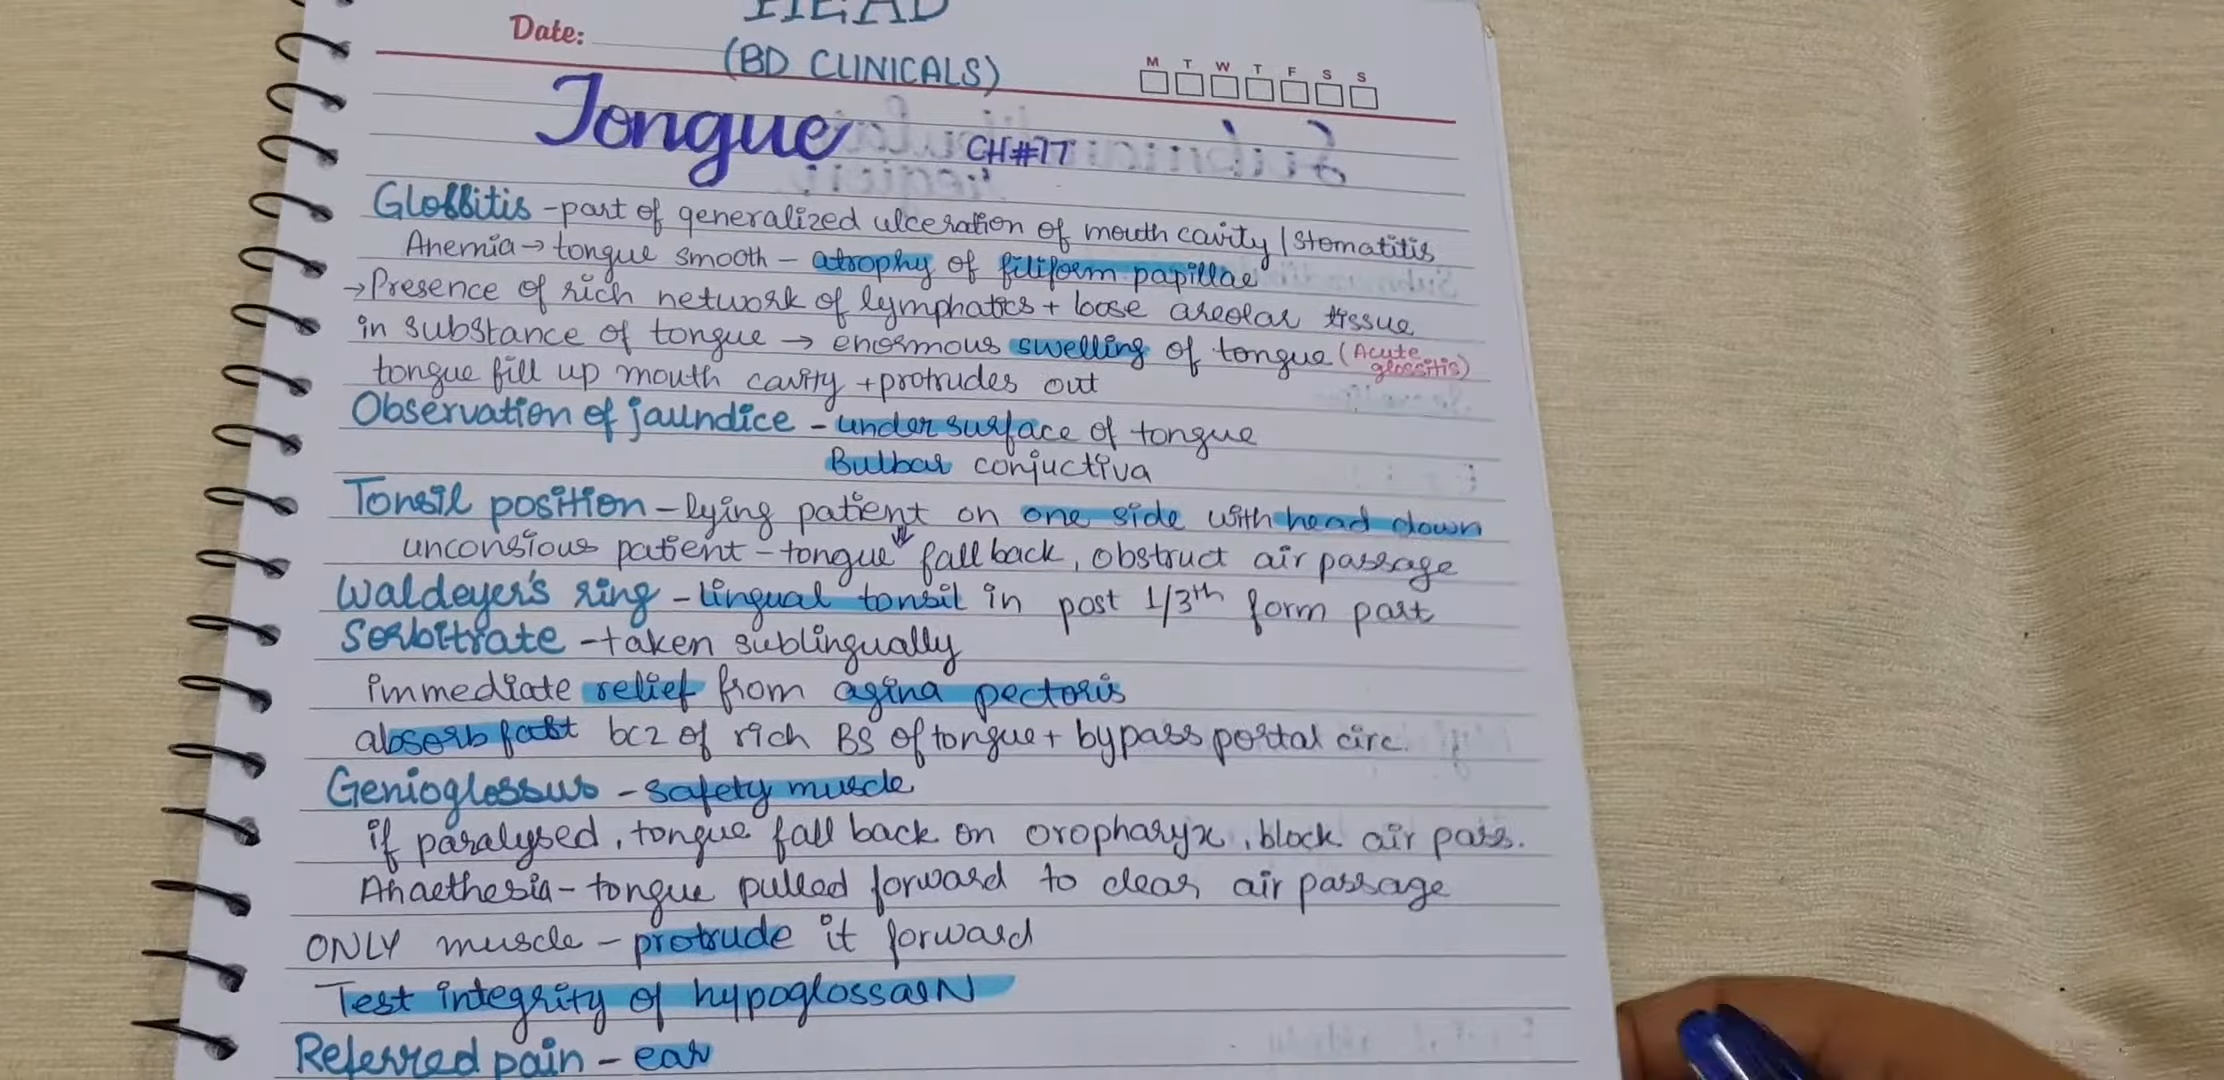 HEAD
Date:
(BD CLINICALS)
M T W T F S S
Tongue CH#17
Glossitis - part of generalized ulceration of mouth cavity / stomatitis
Anemia → tongue smooth - atrophy of filiform papillae
→ Presence of rich network of lymphatics + loose areolar tissue
in substance of tongue → enormous swelling of tongue (Acute glossitis)
tongue fill up mouth cavity + protrudes out
Observation of jaundice - under surface of tongue
Bulbar conjuctiva
Tonsil position - lying patient on one side with head down
unconsious patient - tongue fall back, obstruct air passage
Waldeyer's ring - lingual tonsil in post 1/3th form part
Sorbitrate - taken sublingually
immediate relief from agina pectoris
absorb fast bcz of rich BS of tongue + bypass portal circ.
Genioglossus - safety muscle
if paralysed, tongue fall back on oropharyx, block air pass.
Anaethesia - tongue pulled forward to clear air passage
ONLY muscle - protrude it forward
Test integrity of hypoglossal N
Referred pain - ear